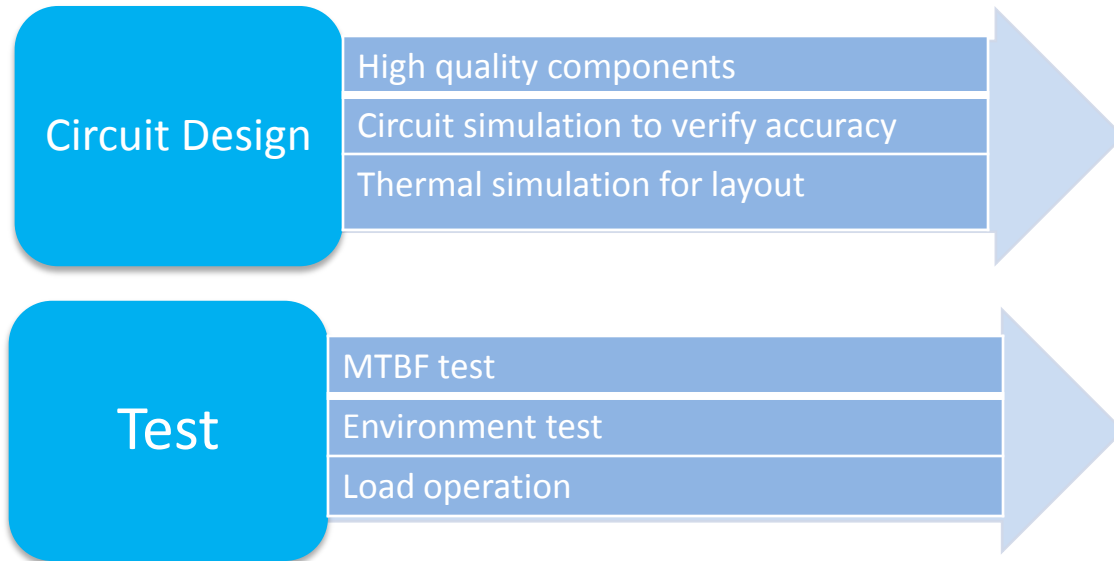 Circuit Design
High quality components
Circuit simulation to verify accuracy
Thermal simulation for layout
Test
MTBF test
Environment test
Load operation